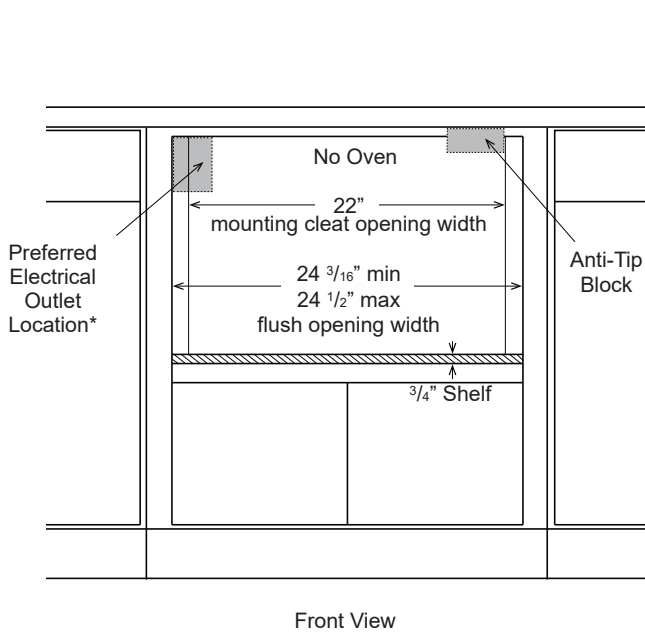 No Oven
22”
mounting cleat opening width
Preferred
Electrical
Outlet
Location*
Anti-Tip
Block
24 3/16” min
24 1/2” max
flush opening width
3/4” Shelf
Front View